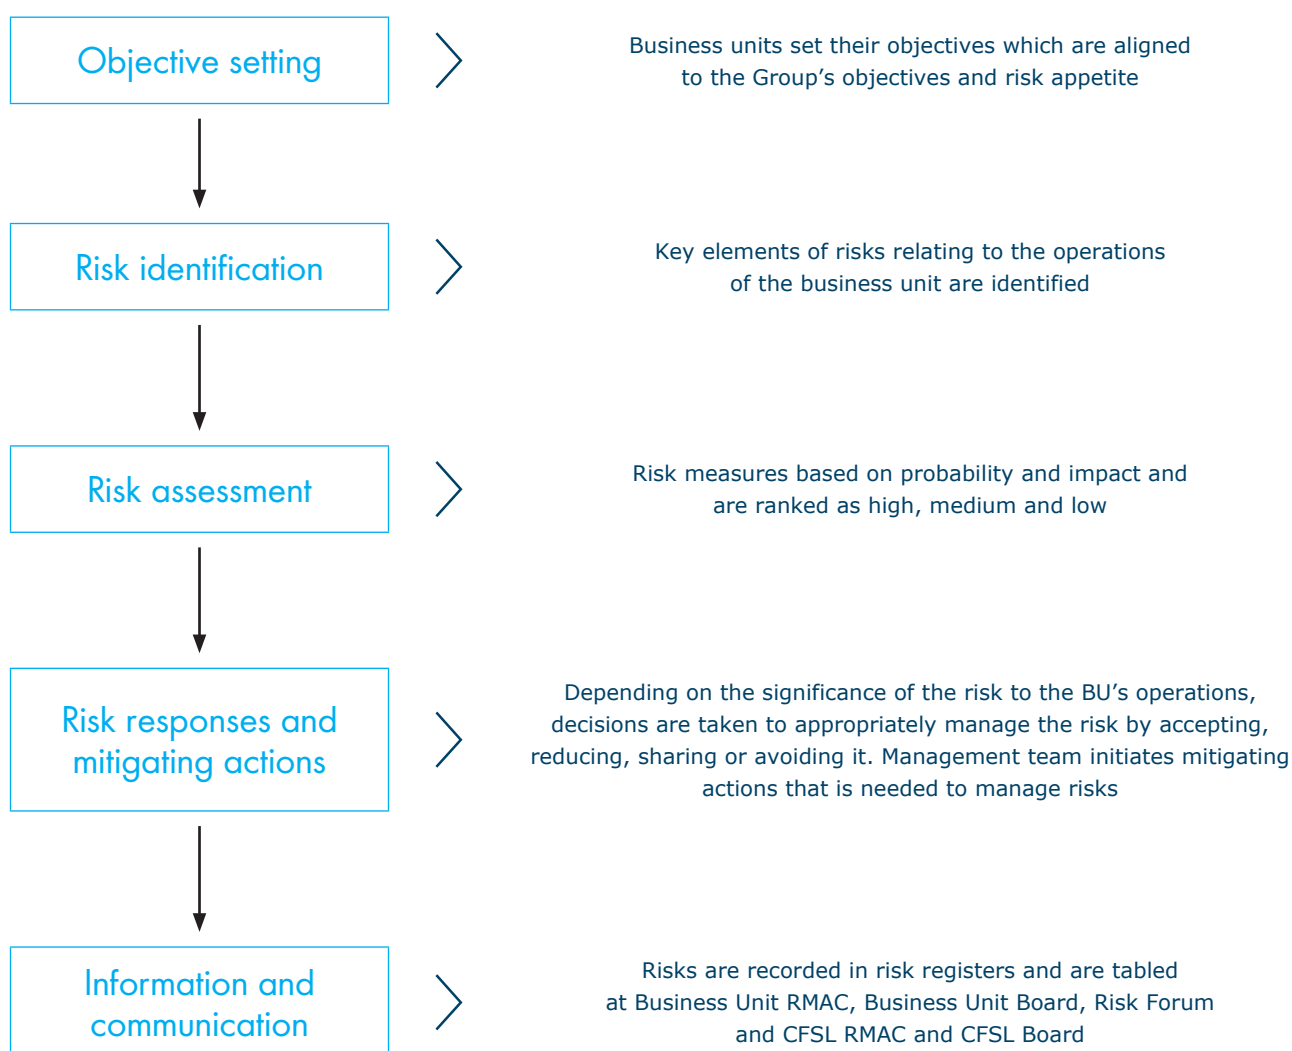 Objective setting
Business units set their objectives which are aligned
to the Group’s objectives and risk appetite
Risk identification
Key elements of risks relating to the operations
of the business unit are identified
Risk assessment
Risk measures based on probability and impact and
are ranked as high, medium and low
Risk responses and
mitigating actions
Depending on the significance of the risk to the BU’s operations,
decisions are taken to appropriately manage the risk by accepting,
reducing, sharing or avoiding it. Management team initiates mitigating
actions that is needed to manage risks
Information and
communication
Risks are recorded in risk registers and are tabled
at Business Unit RMAC, Business Unit Board, Risk Forum
and CFSL RMAC and CFSL Board